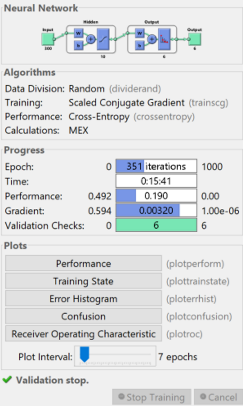 Neural Network
Hidden
Output
Input
W
b
+
W
b
+
Output
300
10
6
6
Algorithms
Data Division: Random (dividerand)
Training: Scaled Conjugate Gradient (trainscg)
Performance: Cross-Entropy (crossentropy)
Calculations: MEX
Progress
Epoch: 0 351 iterations 1000
Time: 0:15:41
Performance: 0.492 0.190 0.00
Gradient: 0.594 0.00320 1.00e-06
Validation Checks: 0 6 6
Plots
Performance (plotperform)
Training State (plottrainstate)
Error Histogram (ploterrhist)
Confusion (plotconfusion)
Receiver Operating Characteristic (plotroc)
Plot Interval: 7 epochs
Validation stop.
Stop Training Cancel